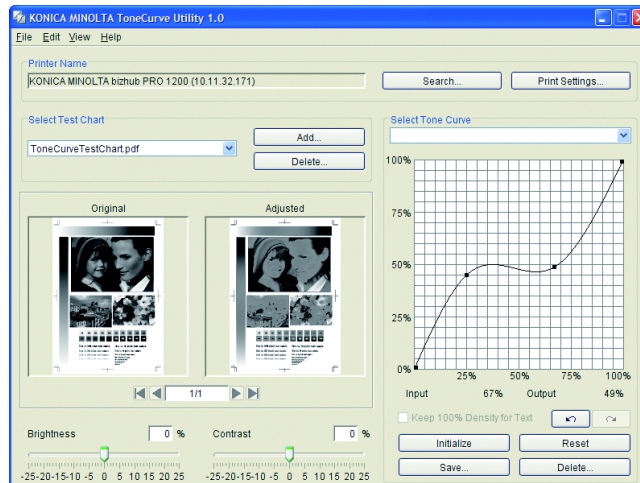 KONICA MINOLTA ToneCurve Utility 1.0
File Edit View Help
Printer Name
KONICA MINOLTA bizhub PRO 1200 (10.11.32.171)
Search...
Print Settings...
Select Test Chart
ToneCurveTestChart.pdf
Add...
Delete...
Select Tone Curve
Original
Adjusted
1/1
100%
75%
50%
25%
0%
25% 50% 75% 100%
Input 67% Output 49%
Keep 100% Density for Text
Initialize
Reset
Save...
Delete...
Brightness 0 %
-25-20-15-10 -5 0 5 10 15 20 25
Contrast 0 %
-25-20-15-10 -5 0 5 10 15 20 25